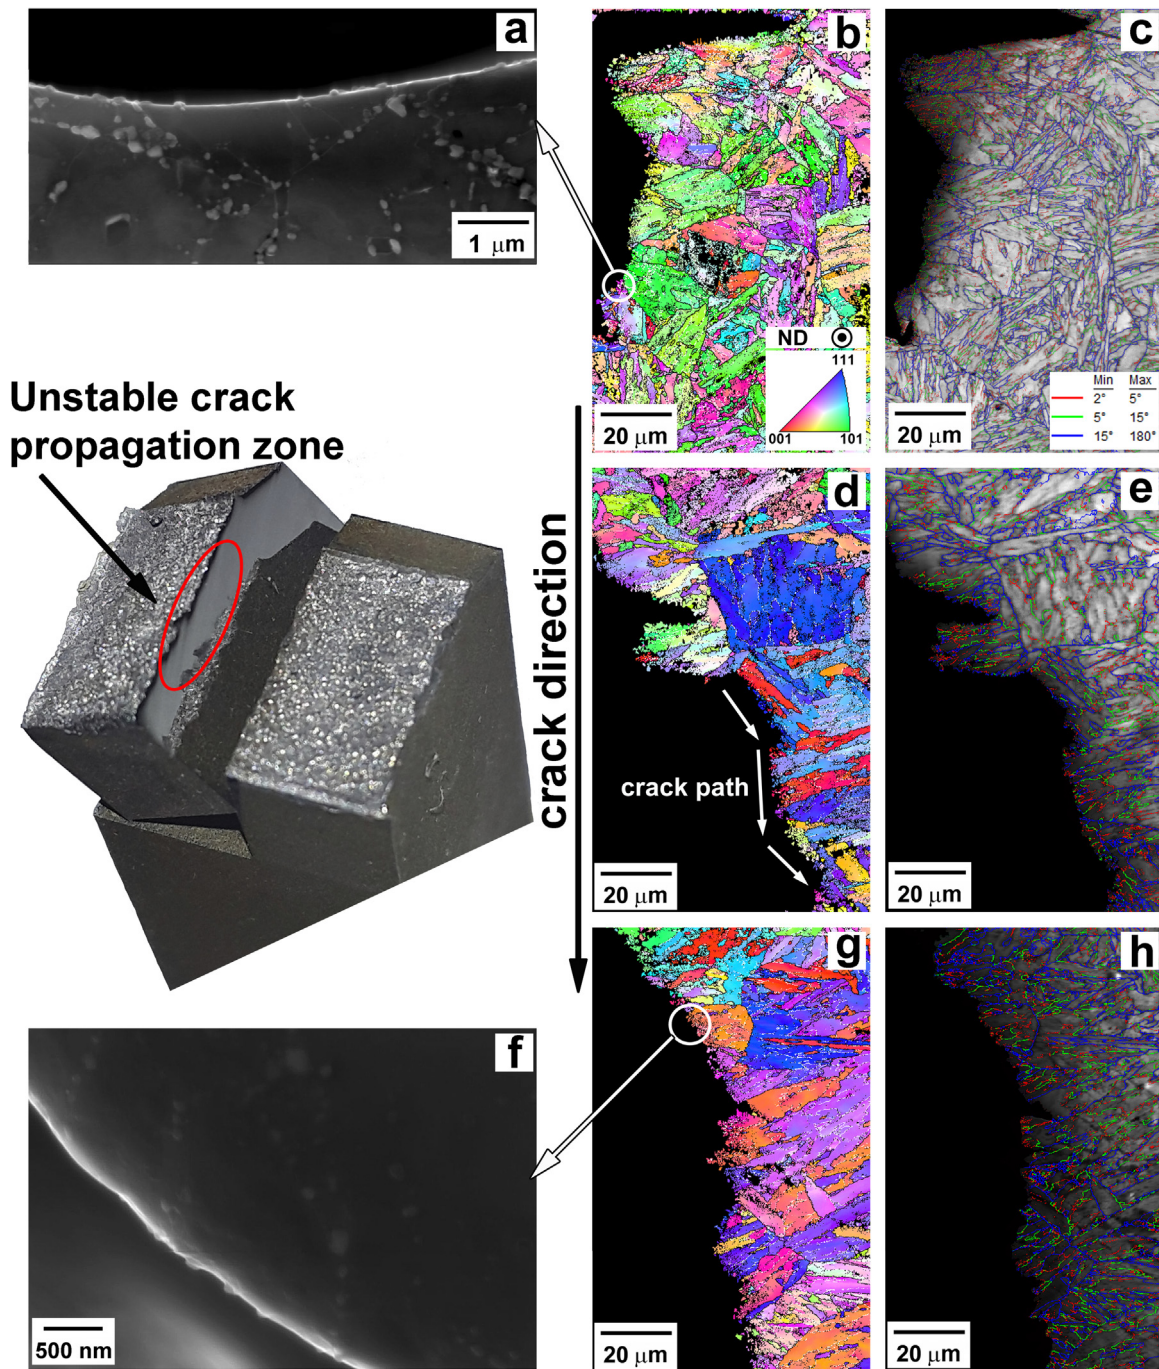 a
1 μm
b
ND
111
001
101
20 μm
c
Min Max
2° 5°
5° 15°
15° 180°
20 μm
Unstable crack
propagation zone
crack direction
d
crack path
20 μm
e
20 μm
f
500 nm
g
20 μm
h
20 μm